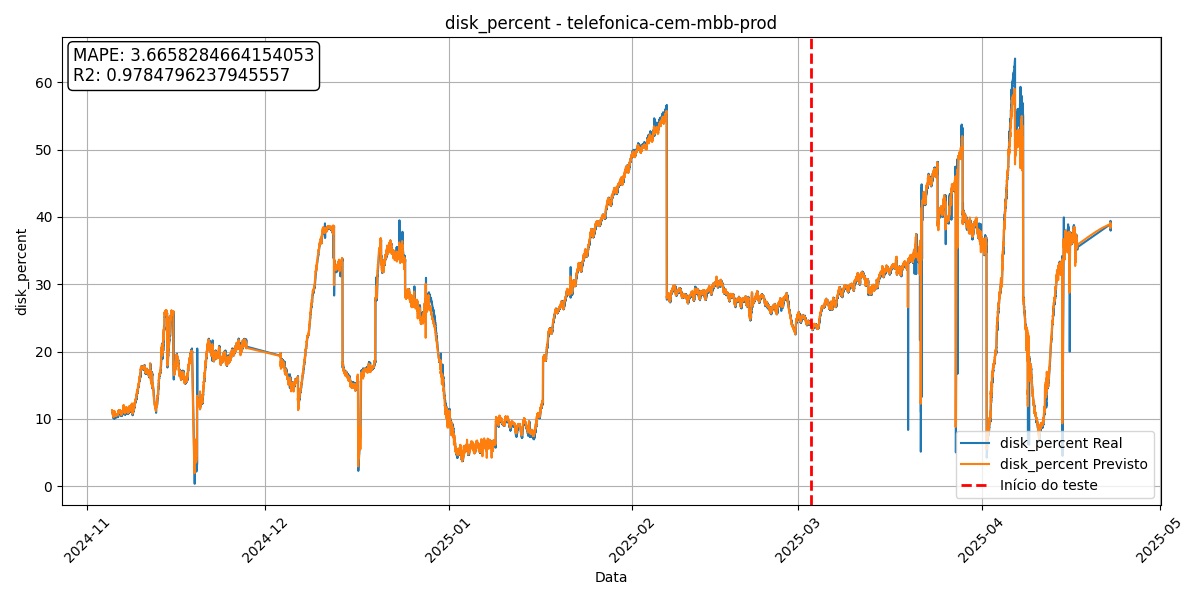 disk_percent - telefonica-cem-mbb-prod
MAPE: 3.6658284664154053
R2: 0.9784796237945557
60
50
40
30
20
10
0
disk_percent
disk_percent Real
disk_percent Previsto
Início do teste
2024-11
2024-12
2025-01
2025-02
2025-03
2025-04
2025-05
Data